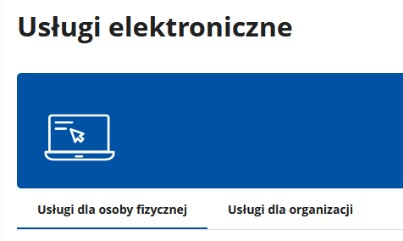 Usługi elektroniczne
Usługi dla osoby fizycznej Usługi dla organizacji